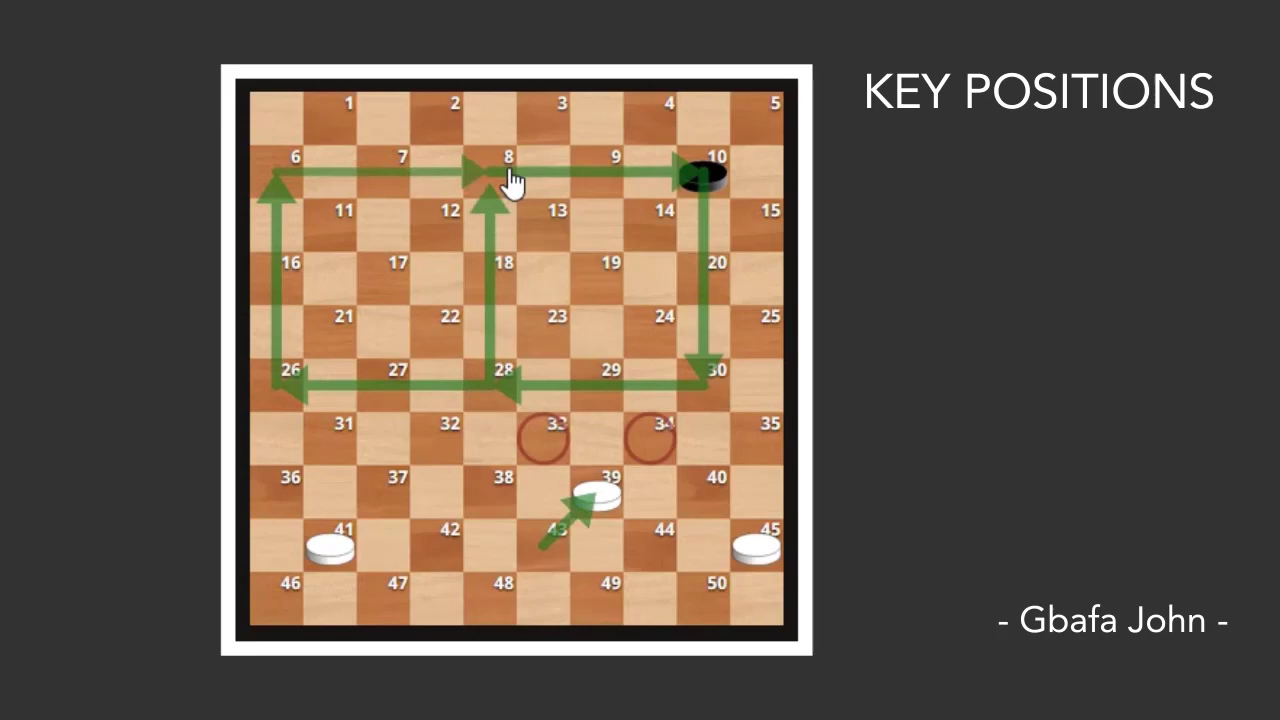 KEY POSITIONS
1 2 3 4 5
6 7 8 9 10
11 12 13 14 15
16 17 18 19 20
21 22 23 24 25
26 27 28 29 30
31 32 33 34 35
36 37 38 39 40
41 42 43 44 45
46 47 48 49 50
- Gbafa John -